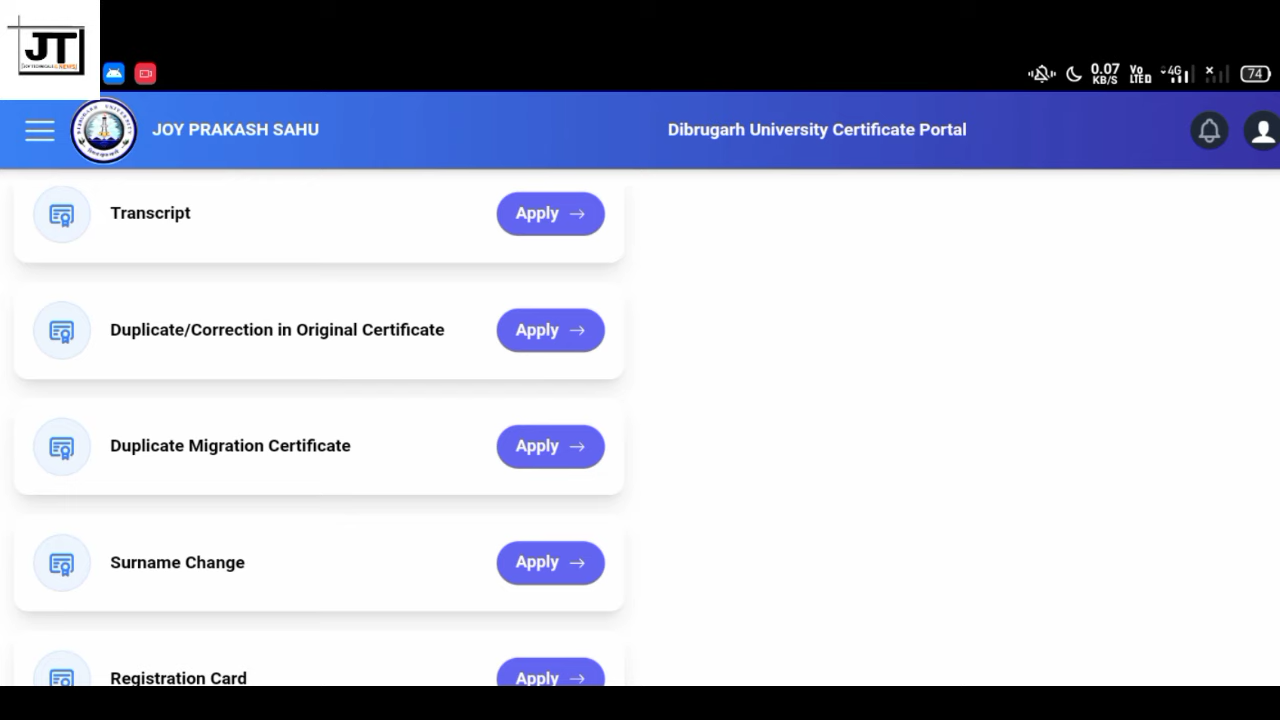 JT
0.07
KB/S
Vo
LTED
4G
74
JOY PRAKASH SAHU
Dibrugarh University Certificate Portal
Transcript
Apply →
Duplicate/Correction in Original Certificate
Apply →
Duplicate Migration Certificate
Apply →
Surname Change
Apply →
Registration Card
Apply →